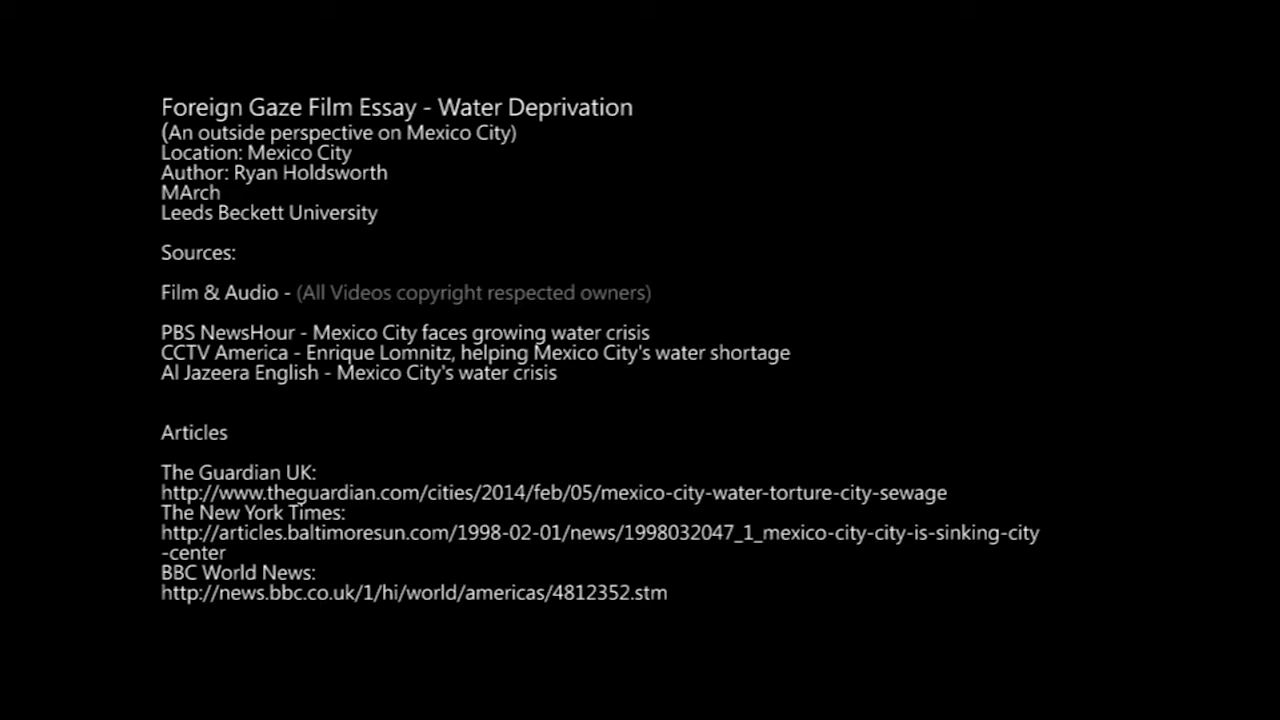 Foreign Gaze Film Essay - Water Deprivation
(An outside perspective on Mexico City)
Location: Mexico City
Author: Ryan Holdsworth
MArch
Leeds Beckett University
Sources:
Film & Audio - (All Videos copyright respected owners)
PBS NewsHour - Mexico City faces growing water crisis
CCTV America - Enrique Lomnitz, helping Mexico City's water shortage
Al Jazeera English - Mexico City's water crisis
Articles
The Guardian UK:
http://www.theguardian.com/cities/2014/feb/05/mexico-city-water-torture-city-sewage
The New York Times:
http://articles.baltimoresun.com/1998-02-01/news/1998032047_1_mexico-city-city-is-sinking-city
-center
BBC World News:
http://news.bbc.co.uk/1/hi/world/americas/4812352.stm